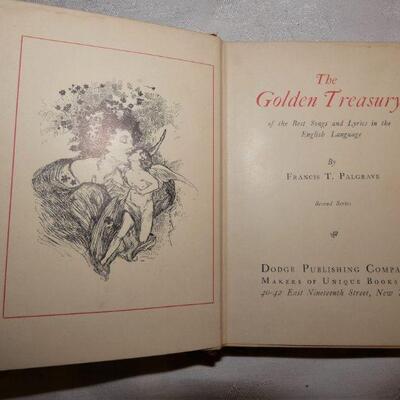 The
Golden Treasury
of the Best Songs and Lyrics in the
English Language
By
Francis T. Palgrave
Second Series
Dodge Publishing Compa
Makers of Unique Books
40-42 East Nineteenth Street, New